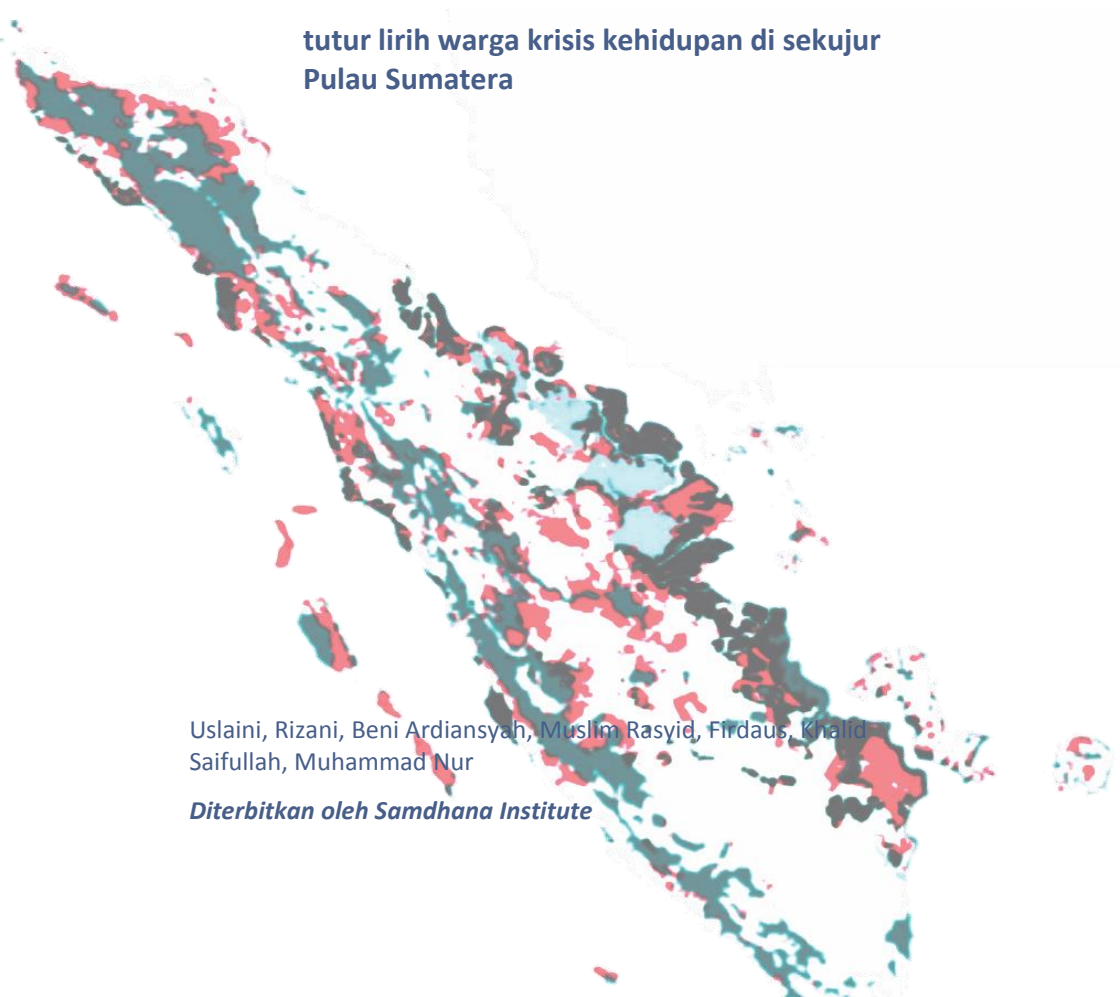 tutur lirih warga krisis kehidupan di sekujur
Pulau Sumatera
Uslaini, Rizani, Beni Ardiansyah, Muslim Rasyid, Firdaus, Khalid
Saifullah, Muhammad Nur
Diterbitkan oleh Samdhana Institute